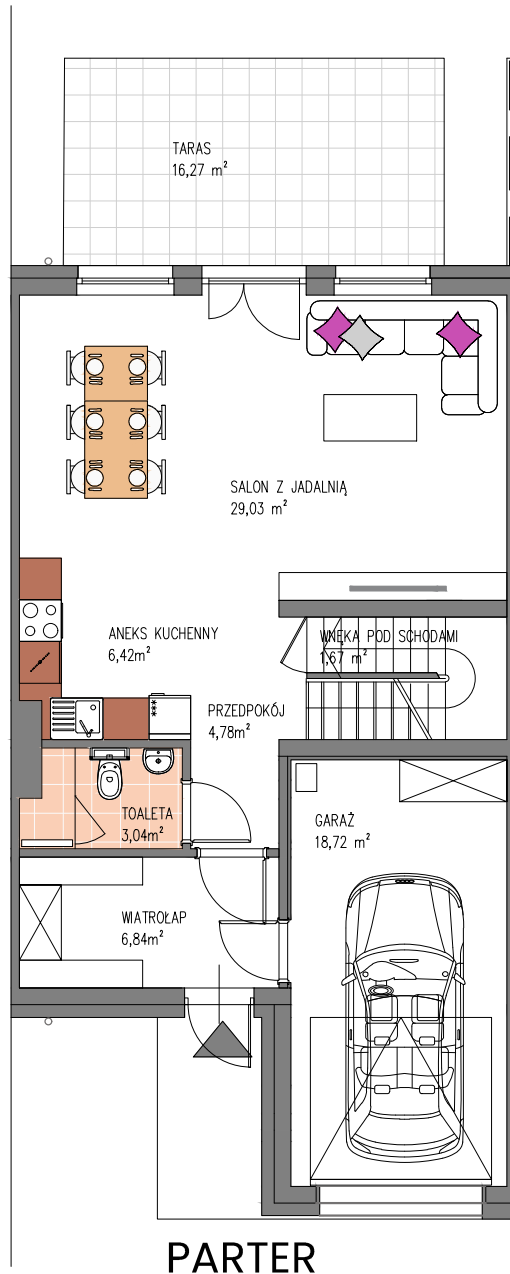 TARAS
16,27 m²
SALON Z JADALNIĄ
29,03 m²
ANEKS KUCHENNY
6,42m²
WNĘKA POD SCHODAMI
1,67 m²
PRZEDPOKÓJ
4,78m²
TOALETA
3,04m²
GARAŻ
18,72 m²
WIATROŁAP
6,84m²
PARTER